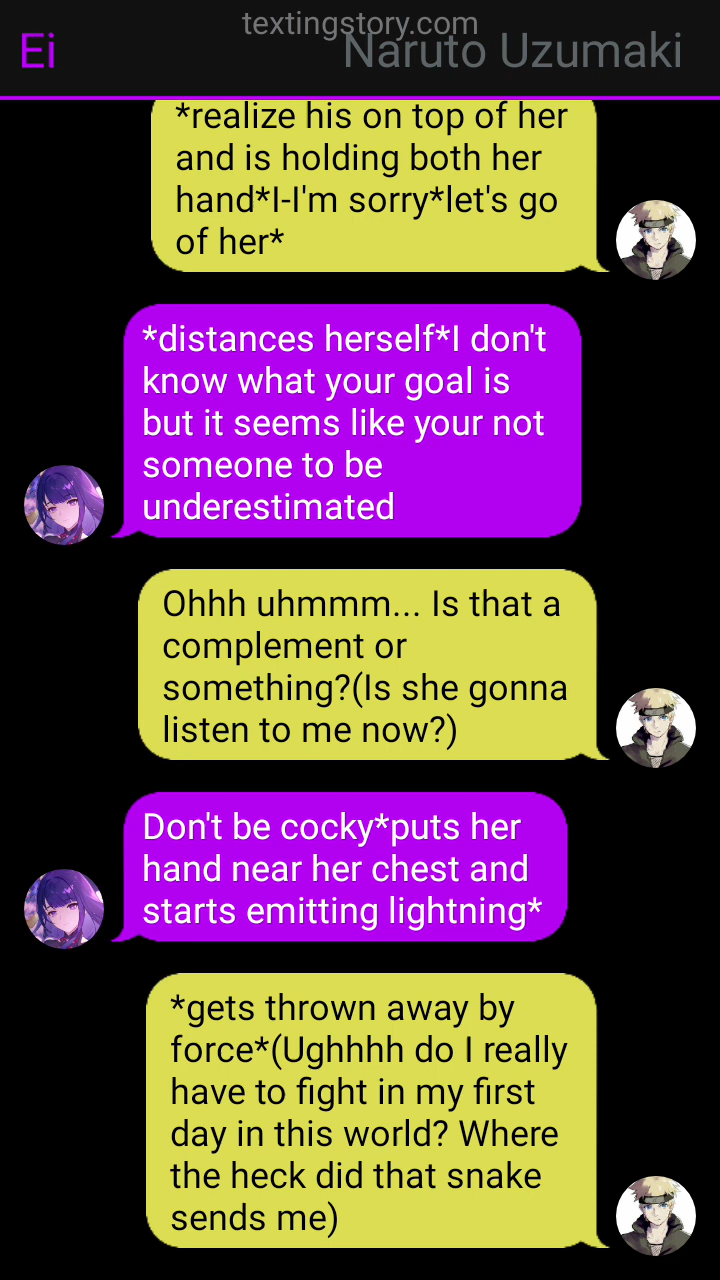 textingstory.com
Ei
Naruto Uzumaki
*realize his on top of her
and is holding both her
hand*I-I'm sorry*let's go
of her*
*distances herself*I don't
know what your goal is
but it seems like your not
someone to be
underestimated
Ohhh uhmmm... Is that a
complement or
something?(Is she gonna
listen to me now?)
Don't be cocky*puts her
hand near her chest and
starts emitting lightning*
*gets thrown away by
force*(Ughhhh do I really
have to fight in my first
day in this world? Where
the heck did that snake
sends me)